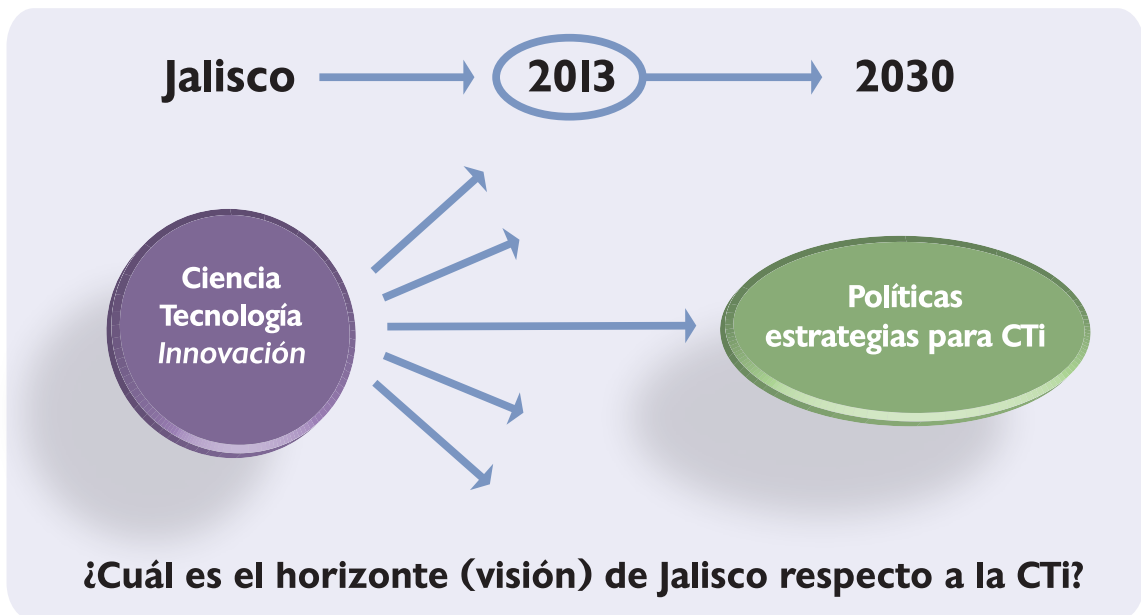 Jalisco 2013 2030
Ciencia
Tecnología
Innovación
Políticas
estrategias para CTi
¿Cuál es el horizonte (visión) de Jalisco respecto a la CTi?